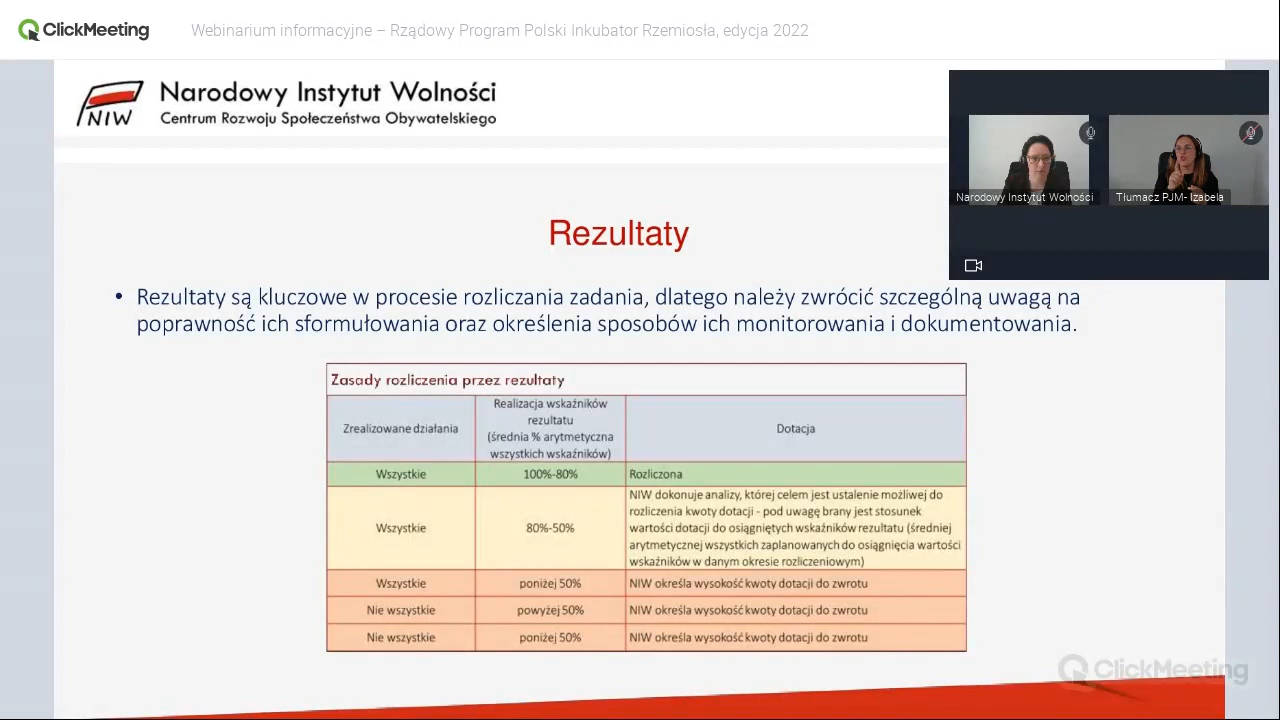 ClickMeeting
Webinarium informacyjne – Rządowy Program Polski Inkubator Rzemiosła, edycja 2022
NIW
Narodowy Instytut Wolności
Centrum Rozwoju Społeczeństwa Obywatelskiego
Narodowy Instytut Wolności
Tłumacz PJM- Izabela
Rezultaty
• Rezultaty są kluczowe w procesie rozliczania zadania, dlatego należy zwrócić szczególną uwagą na
poprawność ich sformułowania oraz określenia sposobów ich monitorowania i dokumentowania.
Zasady rozliczenia przez rezultaty
Zrealizowane działania
Realizacja wskaźników
rezultatu
(średnia % arytmetyczna
wszystkich wskaźników)
Dotacja
Wszystkie
100%-80%
Rozliczona
Wszystkie
80%-50%
NIW dokonuje analizy, której celem jest ustalenie możliwej do
rozliczenia kwoty dotacji - pod uwagę brany jest stosunek
wartości dotacji do osiągniętych wskaźników rezultatu (średniej
arytmetycznej wszystkich zaplanowanych do osiągnięcia wartości
wskaźników w danym okresie rozliczeniowym)
Wszystkie
poniżej 50%
NIW określa wysokość kwoty dotacji do zwrotu
Nie wszystkie
powyżej 50%
NIW określa wysokość kwoty dotacji do zwrotu
Nie wszystkie
poniżej 50%
NIW określa wysokość kwoty dotacji do zwrotu
ClickMeeting